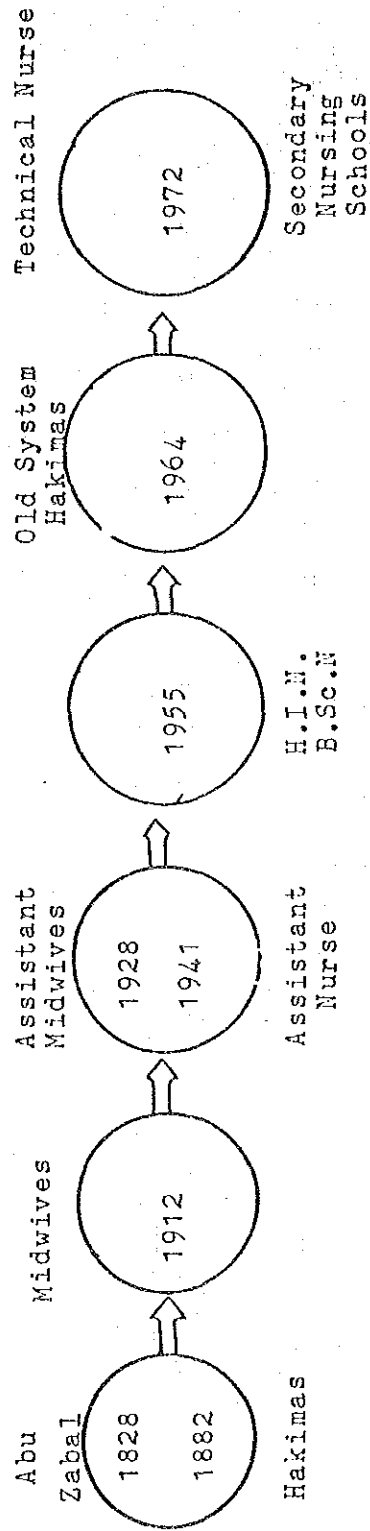 Abu
Zabal
1828
1882
Hakimas
Midwives
1912
Assistant
Midwives
1928
1941
Assistant
Nurse
1955
H.I.N.
B.Sc.N
Old System
Hakimas
1964
Technical Nurse
1972
Secondary
Nursing
Schools